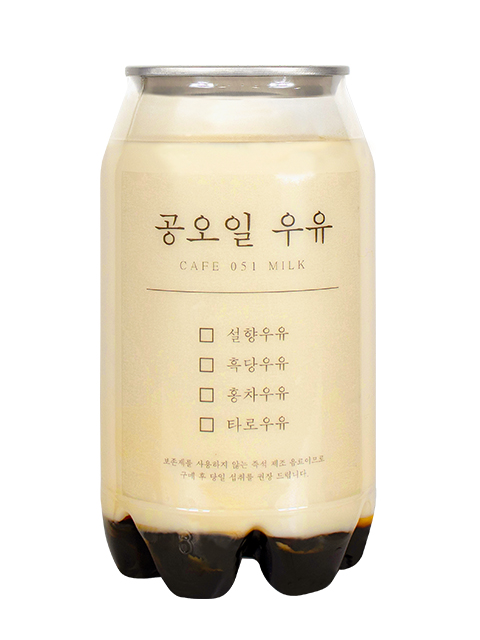 공오일 우유
CAFE 051 MILK
☐ 설향우유
☐ 흑당우유
☐ 홍차우유
☐ 타로우유
보존제를 사용하지 않는 즉석 제조 음료이므로
구매 후 당일 섭취를 권장 드립니다.